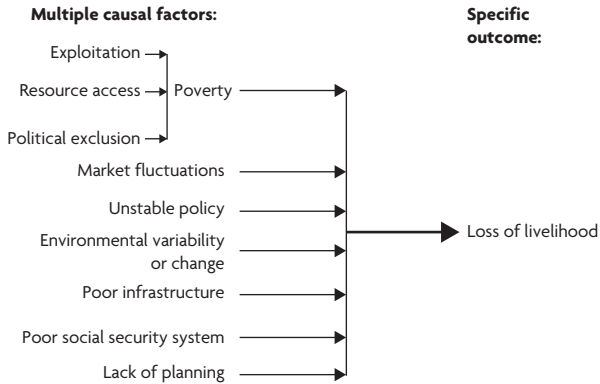 Multiple causal factors:
Specific
outcome:
Exploitation
Resource access
Poverty
Political exclusion
Market fluctuations
Unstable policy
Environmental variability
or change
Loss of livelihood
Poor infrastructure
Poor social security system
Lack of planning